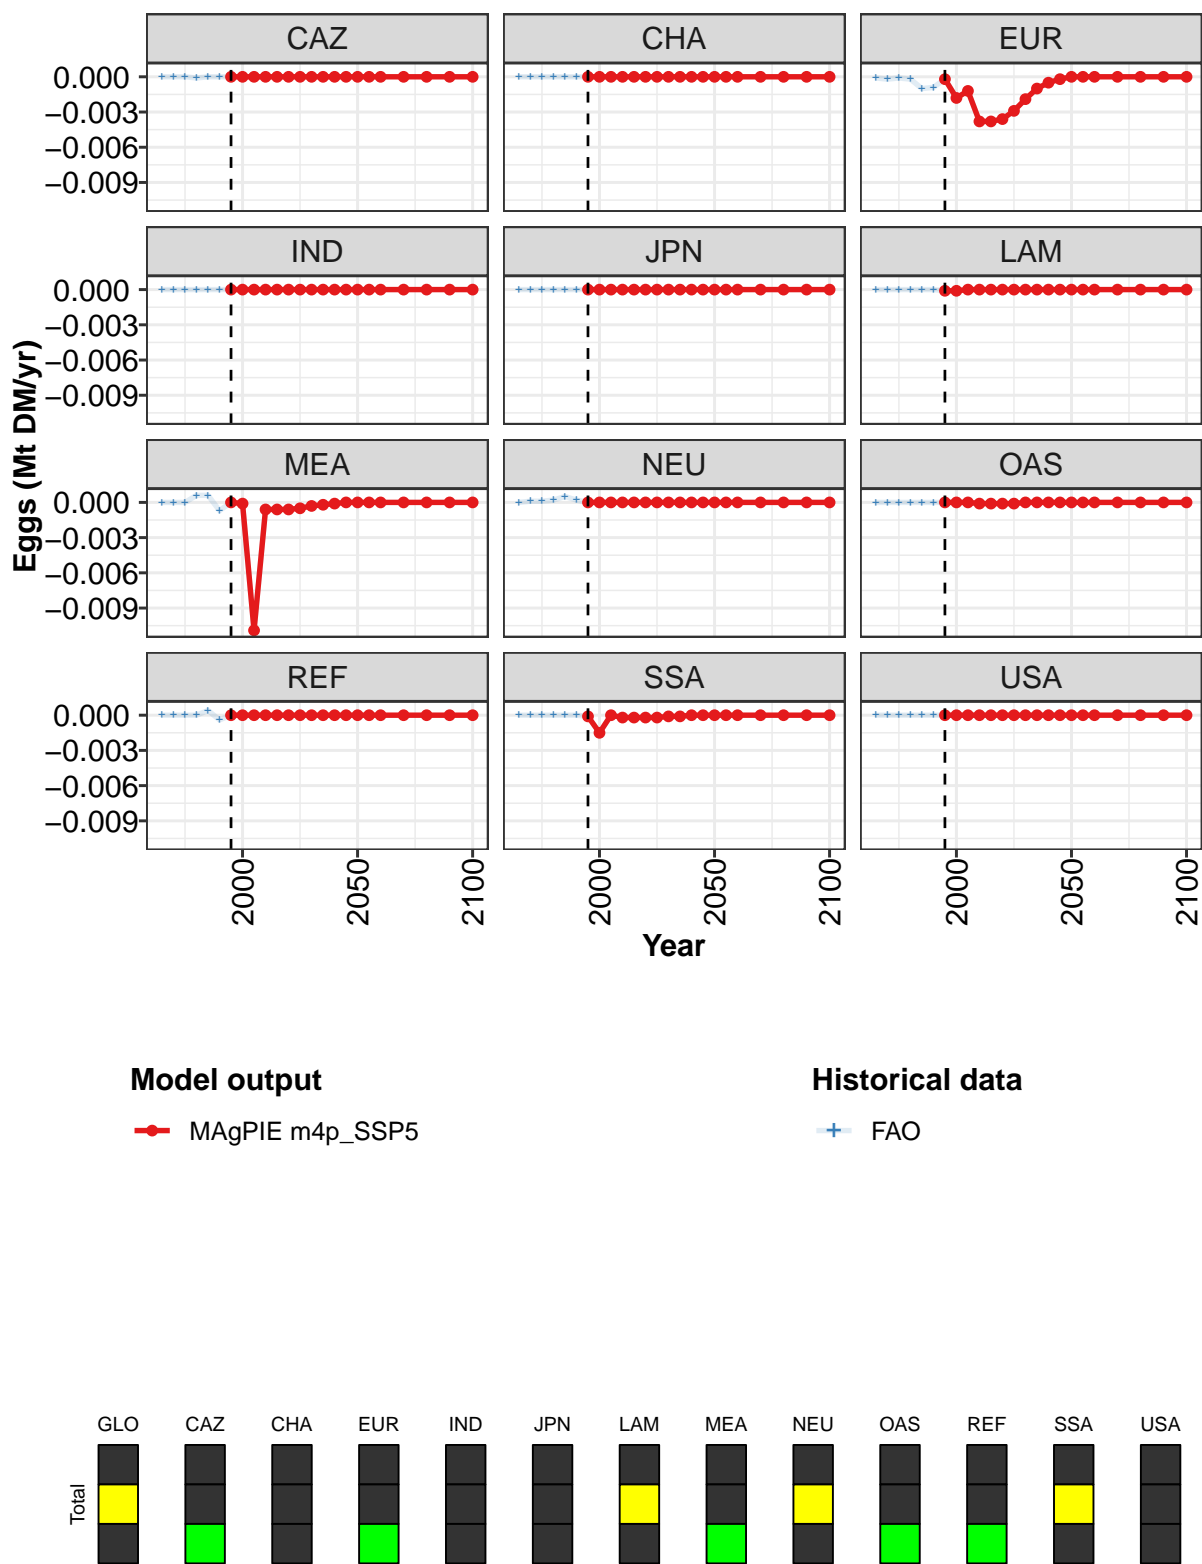 CAZ CHA EUR
0.000
−0.003
−0.006
−0.009
IND JPN LAM
0.000
−0.003
−0.006
−0.009
MEA NEU OAS
0.000
−0.003
−0.006
−0.009
REF SSA USA
0.000
−0.003
−0.006
−0.009
Eggs (Mt DM/yr)
2000 2050 2100 2000 2050 2100 2000 2050 2100
Year
Model output Historical data
MAgPIE m4p_SSP5 FAO
GLO CAZ CHA EUR IND JPN LAM MEA NEU OAS REF SSA USA
Total